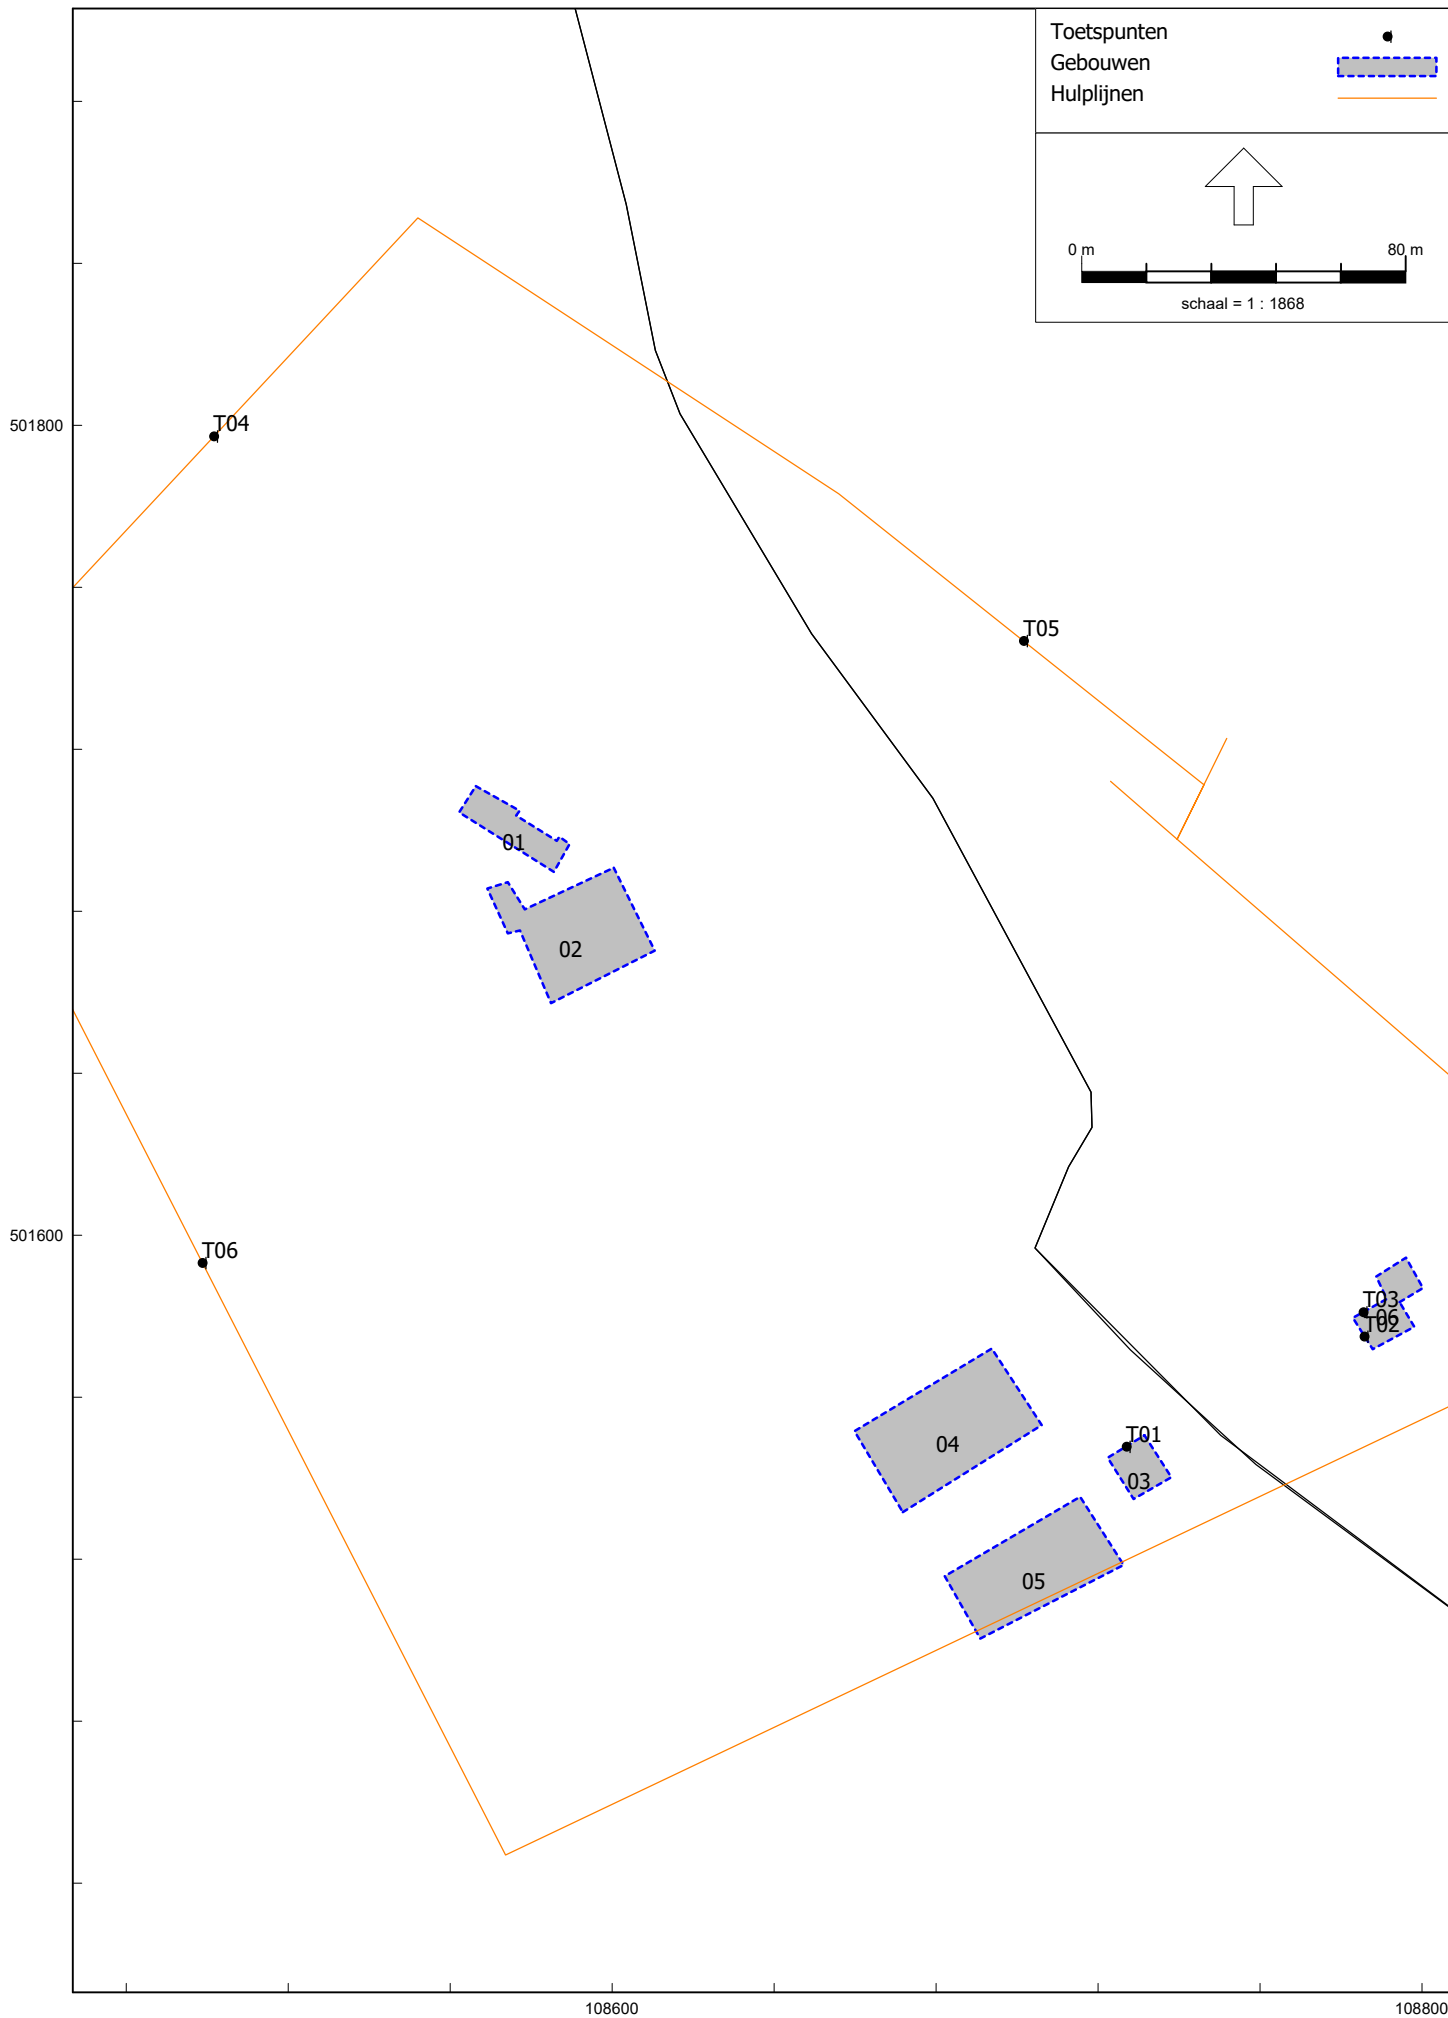 Toetspunten
Gebouwen
Hulplijnen
0 m 80 m
schaal = 1 : 1868
501800
T04
T05
01
02
501600
T06
T03
06
T02
T01
04
03
05
108600 108800